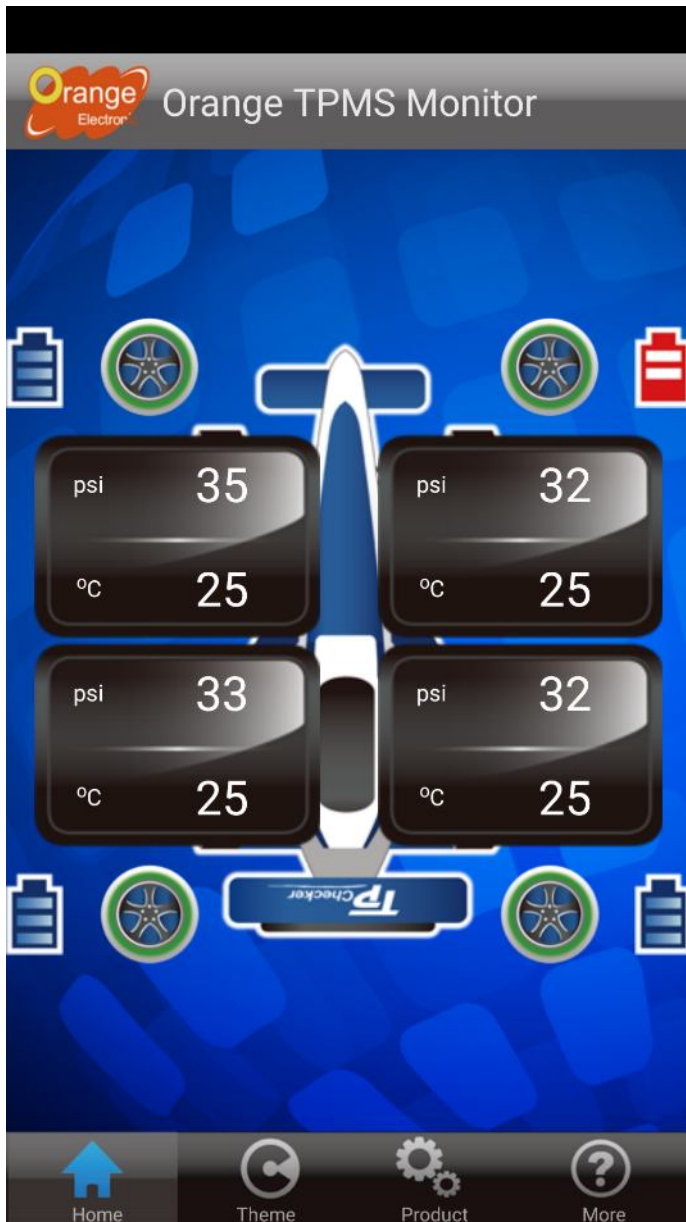 Orange
Electronic
Orange TPMS Monitor
psi 35
°C 25
psi 32
°C 25
psi 33
°C 25
psi 32
°C 25
TP Checker
Home
Theme
Product
More